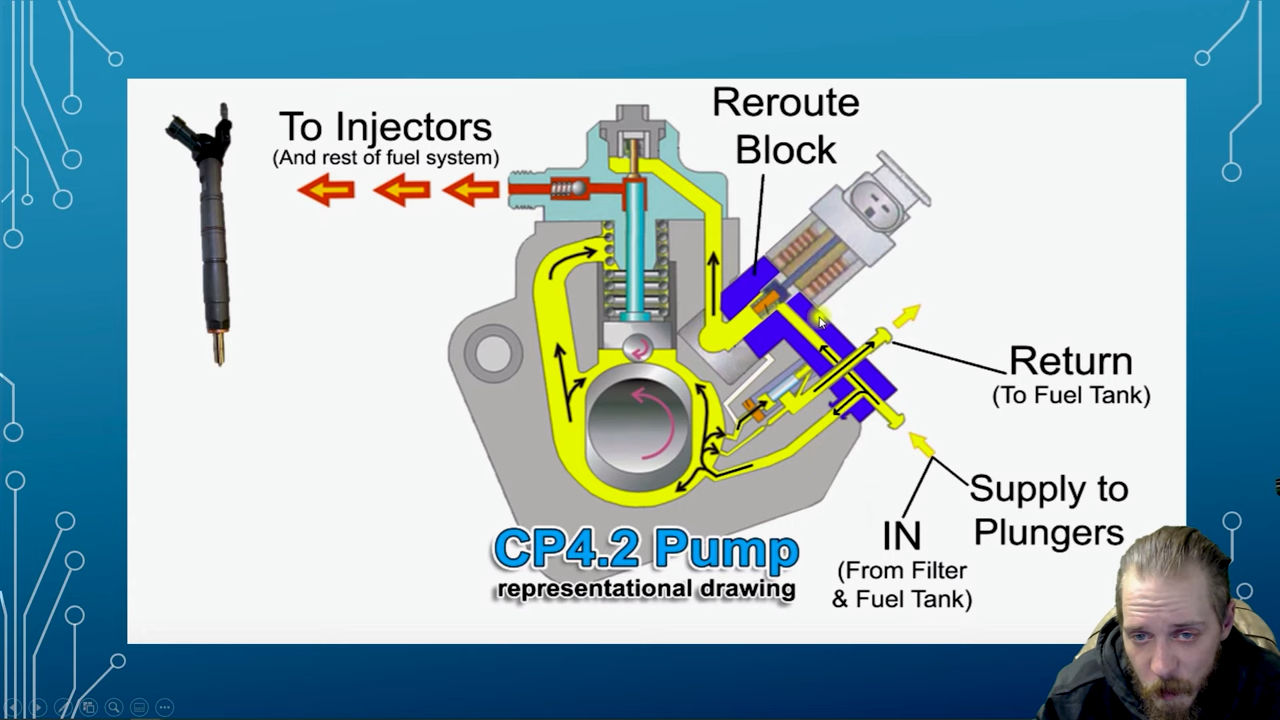 To Injectors
(And rest of fuel system)
Reroute
Block
Return
(To Fuel Tank)
Supply to
Plungers
IN
(From Filter
& Fuel Tank)
CP4.2 Pump
representational drawing